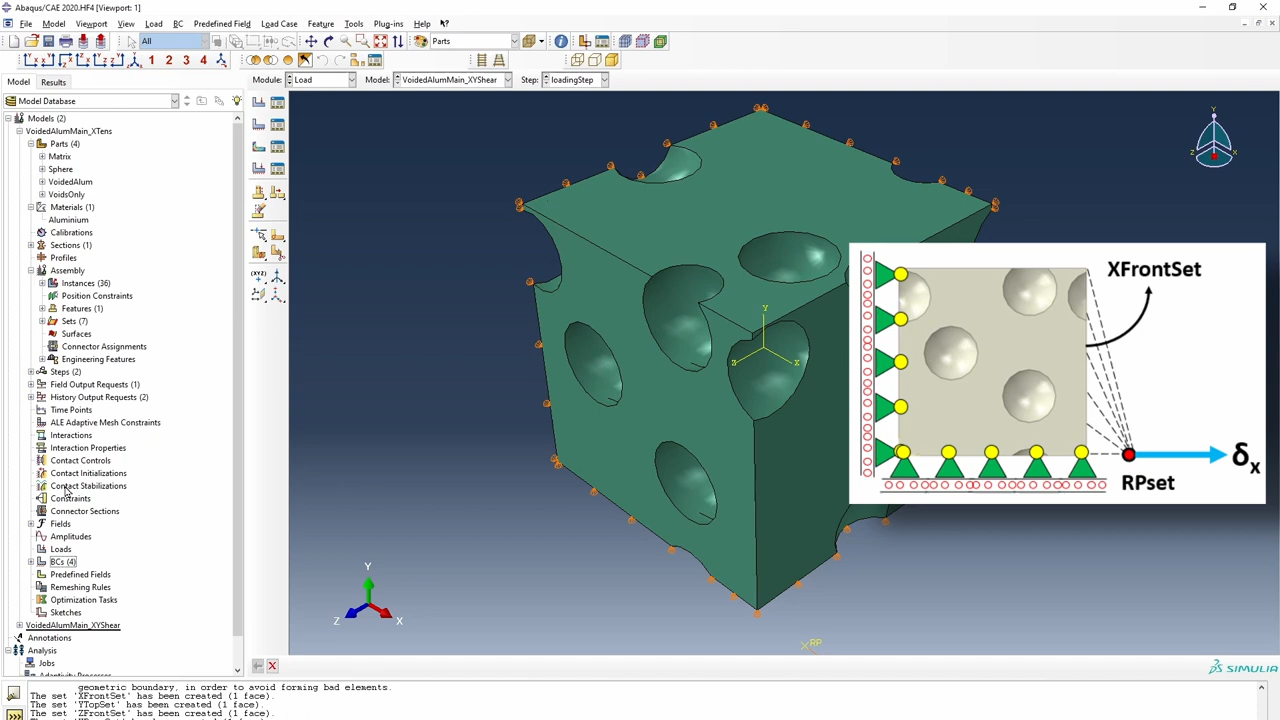 Abaqus/CAE 2020.HF4 [Viewport: 1]
File Model Viewport View Load BC Predefined Field Load Case Feature Tools Plug-ins Help
All Parts
1 2 3 4
Model Results Module: Load Model: VoidedAlumMain_XYShear Step: loadingStep
Model Database
Models (2)
VoidedAlumMain_XTens
Parts (4)
Matrix
Sphere
VoidedAlum
VoidsOnly
Materials (1)
Aluminium
Calibrations
Sections (1)
Profiles
Assembly
Instances (36)
Position Constraints
Features (1)
Sets (7)
Surfaces
Connector Assignments
Engineering Features
Steps (2)
Field Output Requests (1)
History Output Requests (2)
Time Points
ALE Adaptive Mesh Constraints
Interactions
Interaction Properties
Contact Controls
Contact Initializations
Contact Stabilizations
Constraints
Connector Sections
Fields
Amplitudes
Loads
BCs (4)
Predefined Fields
Remeshing Rules
Optimization Tasks
Sketches
VoidedAlumMain_XYShear
Annotations
Analysis
Jobs
Adaptivity Processes
(XYZ)
Y
Z X
Y
Z X
Y
Z X
RP
XFrontSet
δx
RPset
SIMULIA
geometric boundary, in order to avoid forming bad elements.
The set 'XFrontSet' has been created (1 face).
The set 'YTopSet' has been created (1 face).
The set 'ZFrontSet' has been created (1 face).